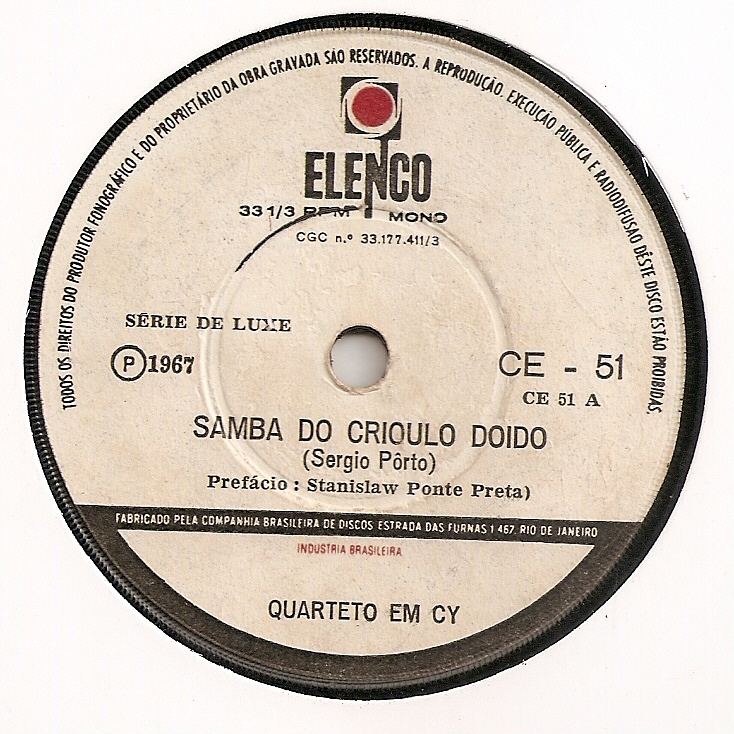 TODOS OS DIREITOS DO PRODUTOR FONOGRÁFICO E DO PROPRIETÁRIO DA OBRA GRAVADA SÃO RESERVADOS. A REPRODUÇÃO, EXECUÇÃO PÚBLICA E RADIODIFUSÃO DÊSTE DISCO ESTÃO PROIBIDAS.
ELENCO
33 1/3 RPM MONO
CGC n.º 33.177.411/3
SÉRIE DE LUXE
Ⓟ 1967
CE - 51
CE 51 A
SAMBA DO CRIOULO DOIDO
(Sergio Pôrto)
Prefácio : Stanislaw Ponte Preta)
FABRICADO PELA COMPANHIA BRASILEIRA DE DISCOS ESTRADA DAS FURNAS 1 467, RIO DE JANEIRO
INDUSTRIA BRASILEIRA
QUARTETO EM CY